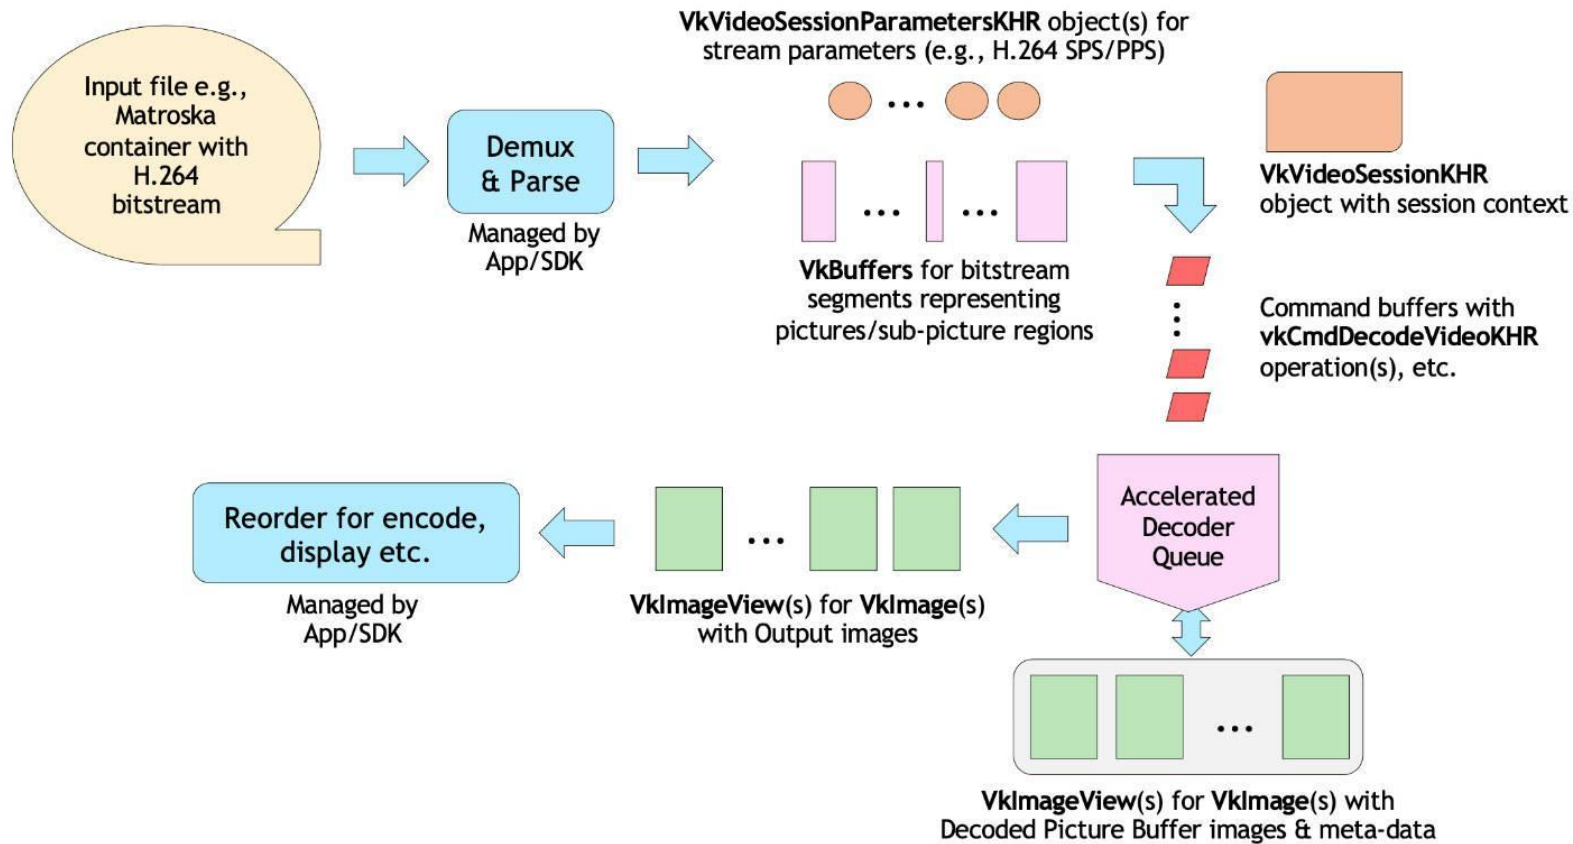 VkVideoSessionParametersKHR object(s) for
stream parameters (e.g., H.264 SPS/PPS)
Input file e.g.,
Matroska
container with
H.264
bitstream
Demux
& Parse
Managed by
App/SDK
VkBuffers for bitstream
segments representing
pictures/sub-picture regions
VkVideoSessionKHR
object with session context
Command buffers with
vkCmdDecodeVideoKHR
operation(s), etc.
Accelerated
Decoder
Queue
VkImageView(s) for VkImage(s)
with Output images
Reorder for encode,
display etc.
Managed by
App/SDK
VkImageView(s) for VkImage(s) with
Decoded Picture Buffer images & meta-data